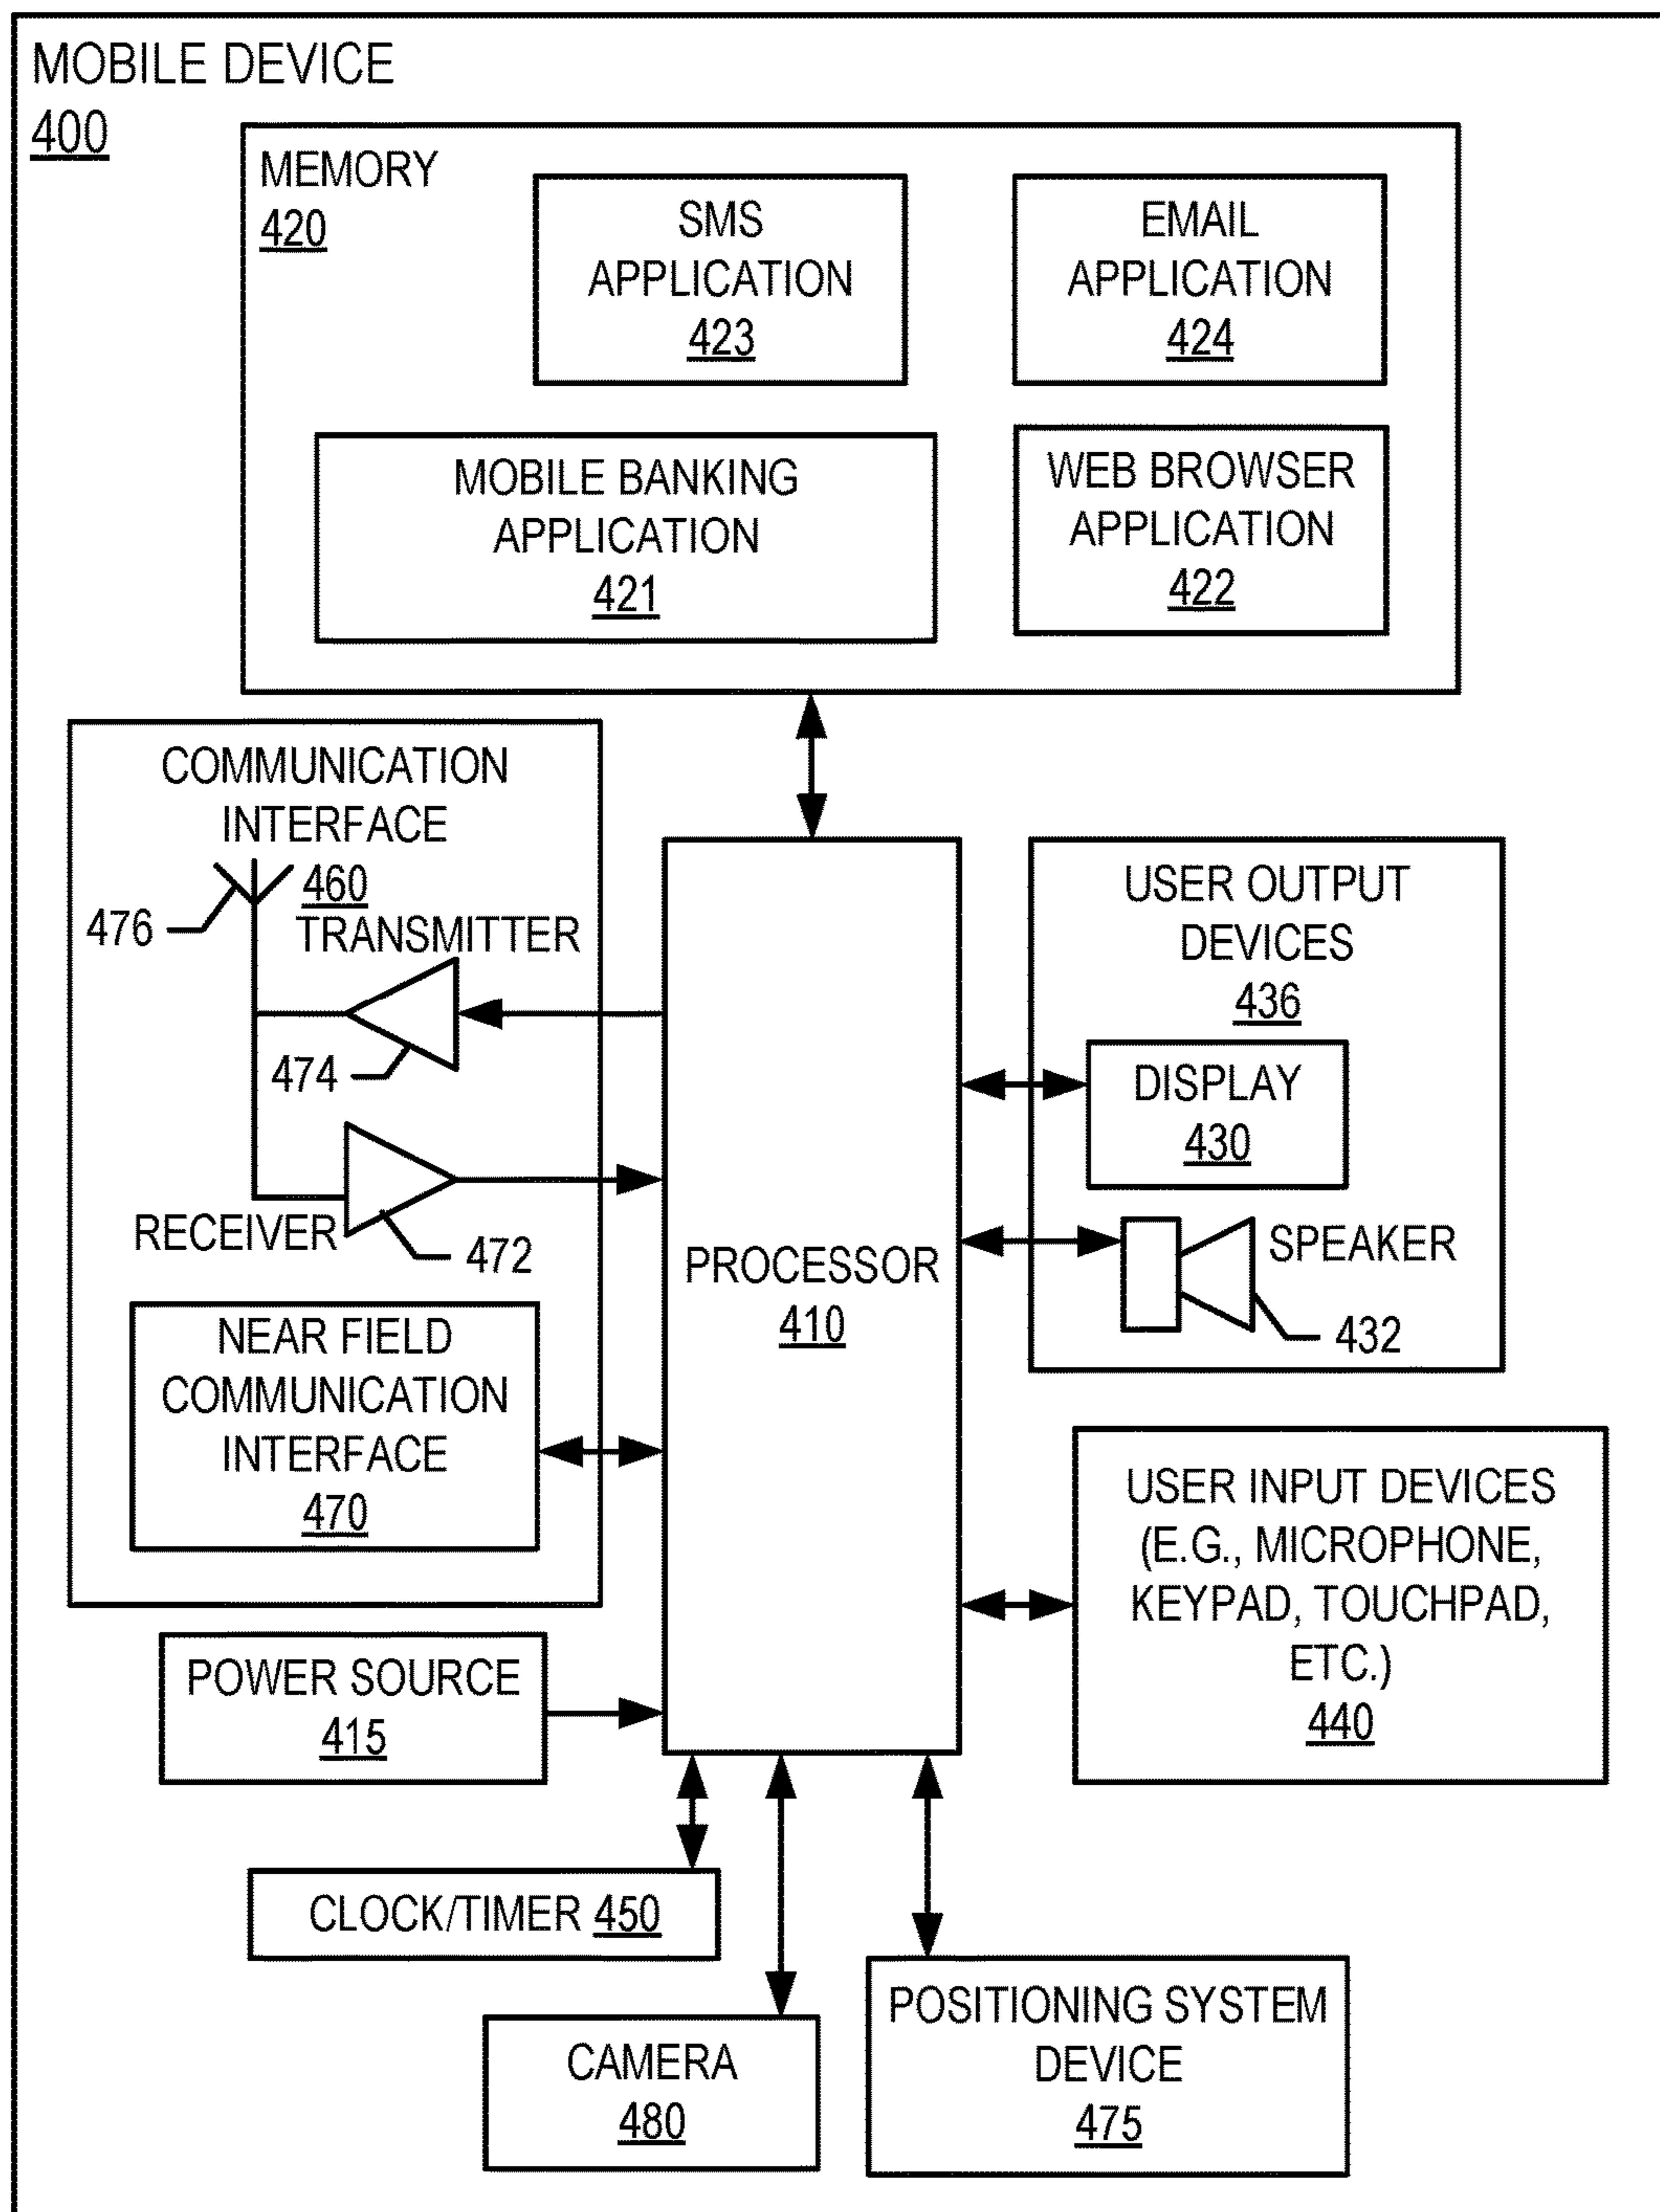 MOBILE DEVICE
400
MEMORY
420
SMS
APPLICATION
423
EMAIL
APPLICATION
424
MOBILE BANKING
APPLICATION
421
WEB BROWSER
APPLICATION
422
COMMUNICATION
INTERFACE
460
476
TRANSMITTER
474
RECEIVER
472
NEAR FIELD
COMMUNICATION
INTERFACE
470
PROCESSOR
410
USER OUTPUT
DEVICES
436
DISPLAY
430
SPEAKER
432
USER INPUT DEVICES
(E.G., MICROPHONE,
KEYPAD, TOUCHPAD,
ETC.)
440
POWER SOURCE
415
CLOCK/TIMER 450
CAMERA
480
POSITIONING SYSTEM
DEVICE
475